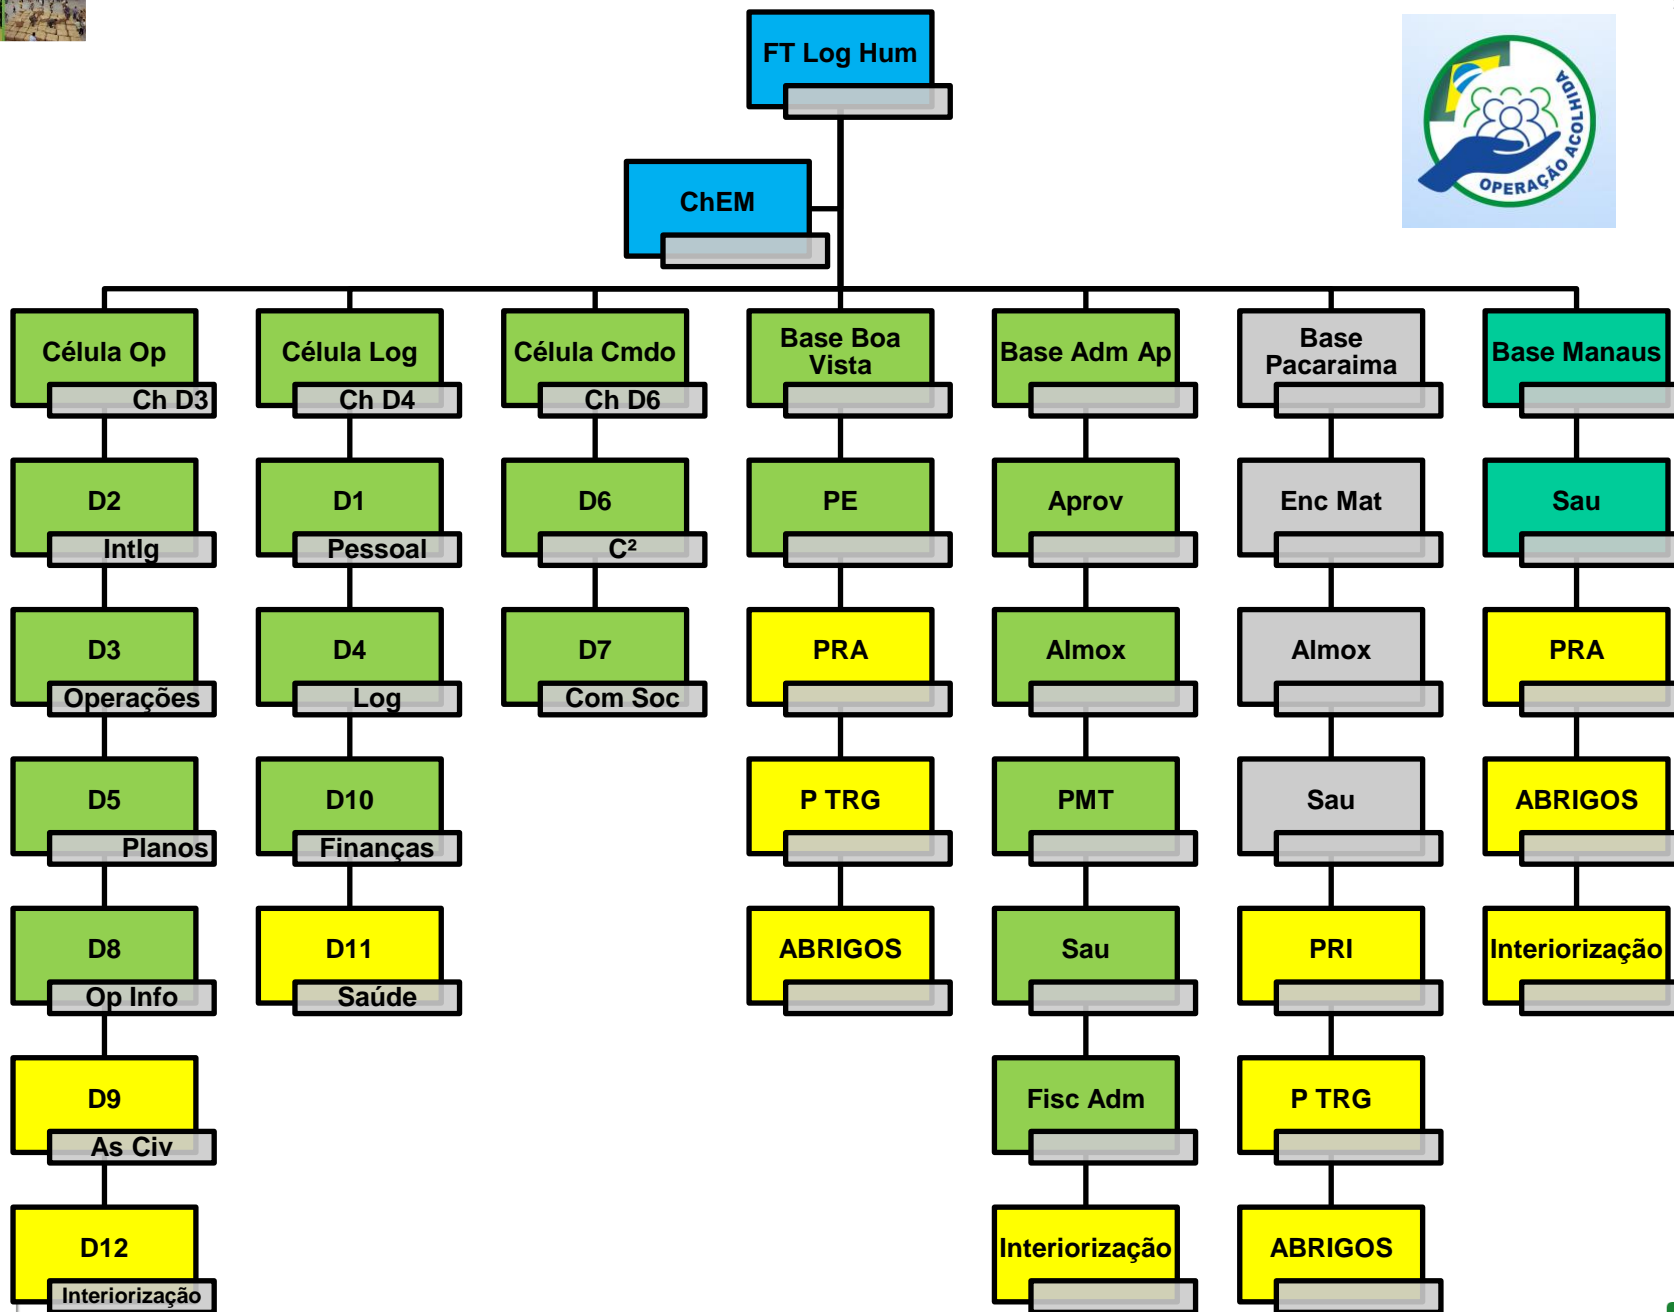 FT Log Hum
OPERAÇÃO ACOLHIDA
ChEM
Célula Op
Ch D3
Célula Log
Ch D4
Célula Cmdo
Ch D6
Base Boa
Vista
Base Adm Ap
Base
Pacaraima
Base Manaus
D2
Intlg
D1
Pessoal
D6
C²
PE
Aprov
Enc Mat
Sau
D3
Operações
D4
Log
D7
Com Soc
PRA
Almox
Almox
PRA
D5
Planos
D10
Finanças
P TRG
PMT
Sau
ABRIGOS
D8
Op Info
D11
Saúde
ABRIGOS
Sau
PRI
Interiorização
D9
As Civ
Fisc Adm
P TRG
D12
Interiorização
Interiorização
ABRIGOS